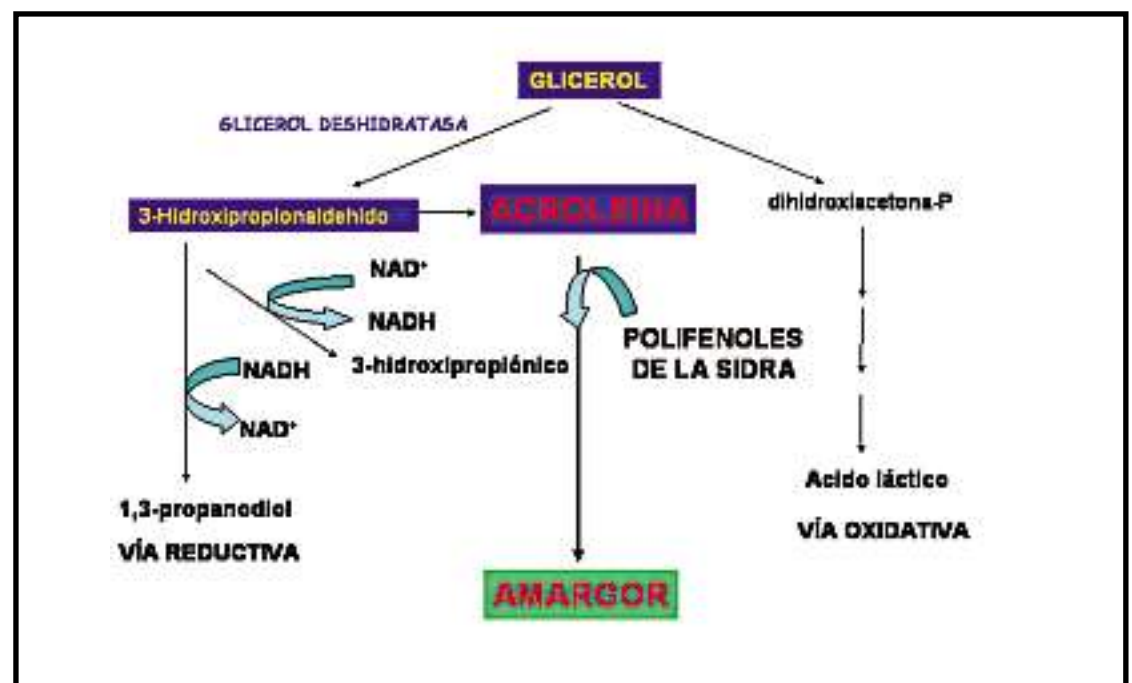 GLICEROL
GLICEROL DESHIDRATASA
3-Hidroxipropionaldehido
ACROLEINA
dihidroxiacetona-P
NAD+
NADH
POLIFENOLES
DE LA SIDRA
3-hidroxipropiónico
NADH
NAD+
Acido láctico
1,3-propanodiol
VÍA OXIDATIVA
VÍA REDUCTIVA
AMARGOR